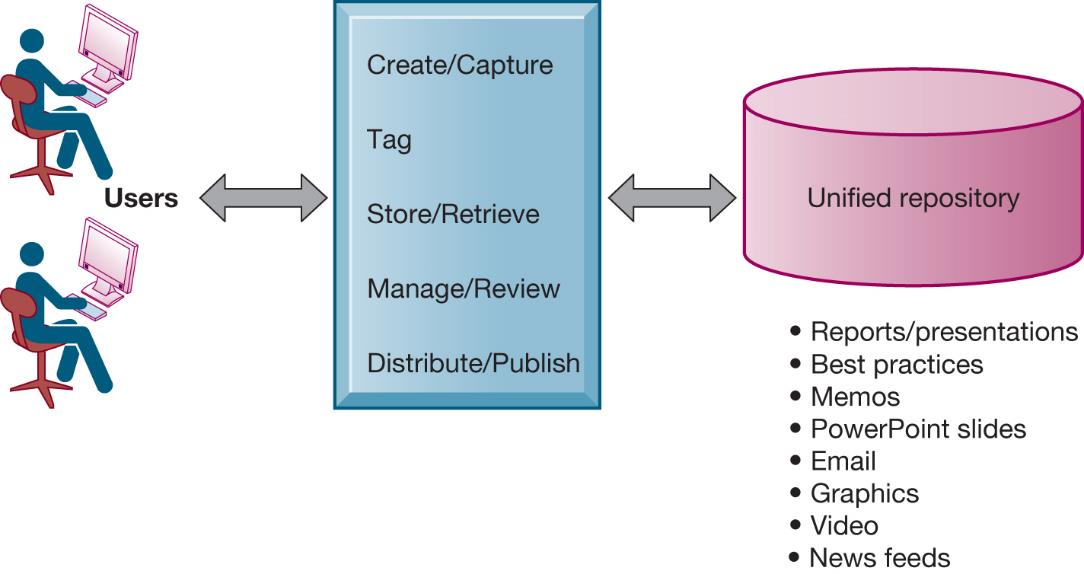 Users
Create/Capture
Tag
Store/Retrieve
Manage/Review
Distribute/Publish
Unified repository
• Reports/presentations
• Best practices
• Memos
• PowerPoint slides
• Email
• Graphics
• Video
• News feeds